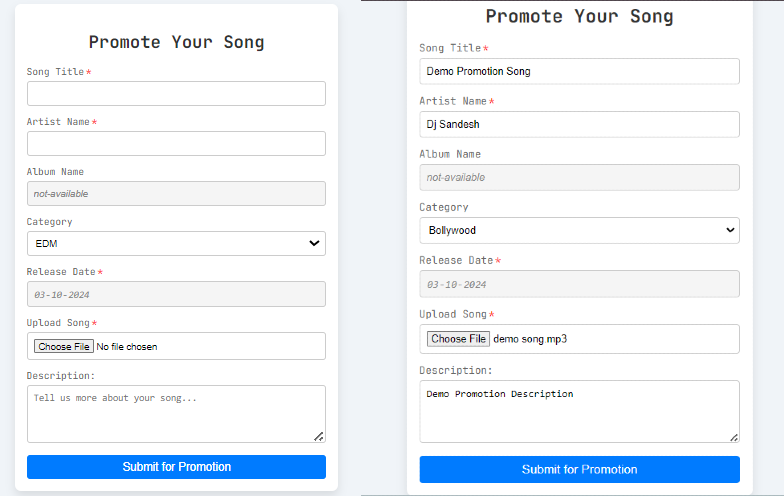 Promote Your Song
Song Title*
Artist Name*
Album Name
not-available
Category
EDM
Release Date*
03-10-2024
Upload Song*
Choose File No file chosen
Description:
Tell us more about your song...
Submit for Promotion
Promote Your Song
Song Title*
Demo Promotion Song
Artist Name*
Dj Sandesh
Album Name
not-available
Category
Bollywood
Release Date*
03-10-2024
Upload Song*
Choose File demo song.mp3
Description:
Demo Promotion Description
Submit for Promotion